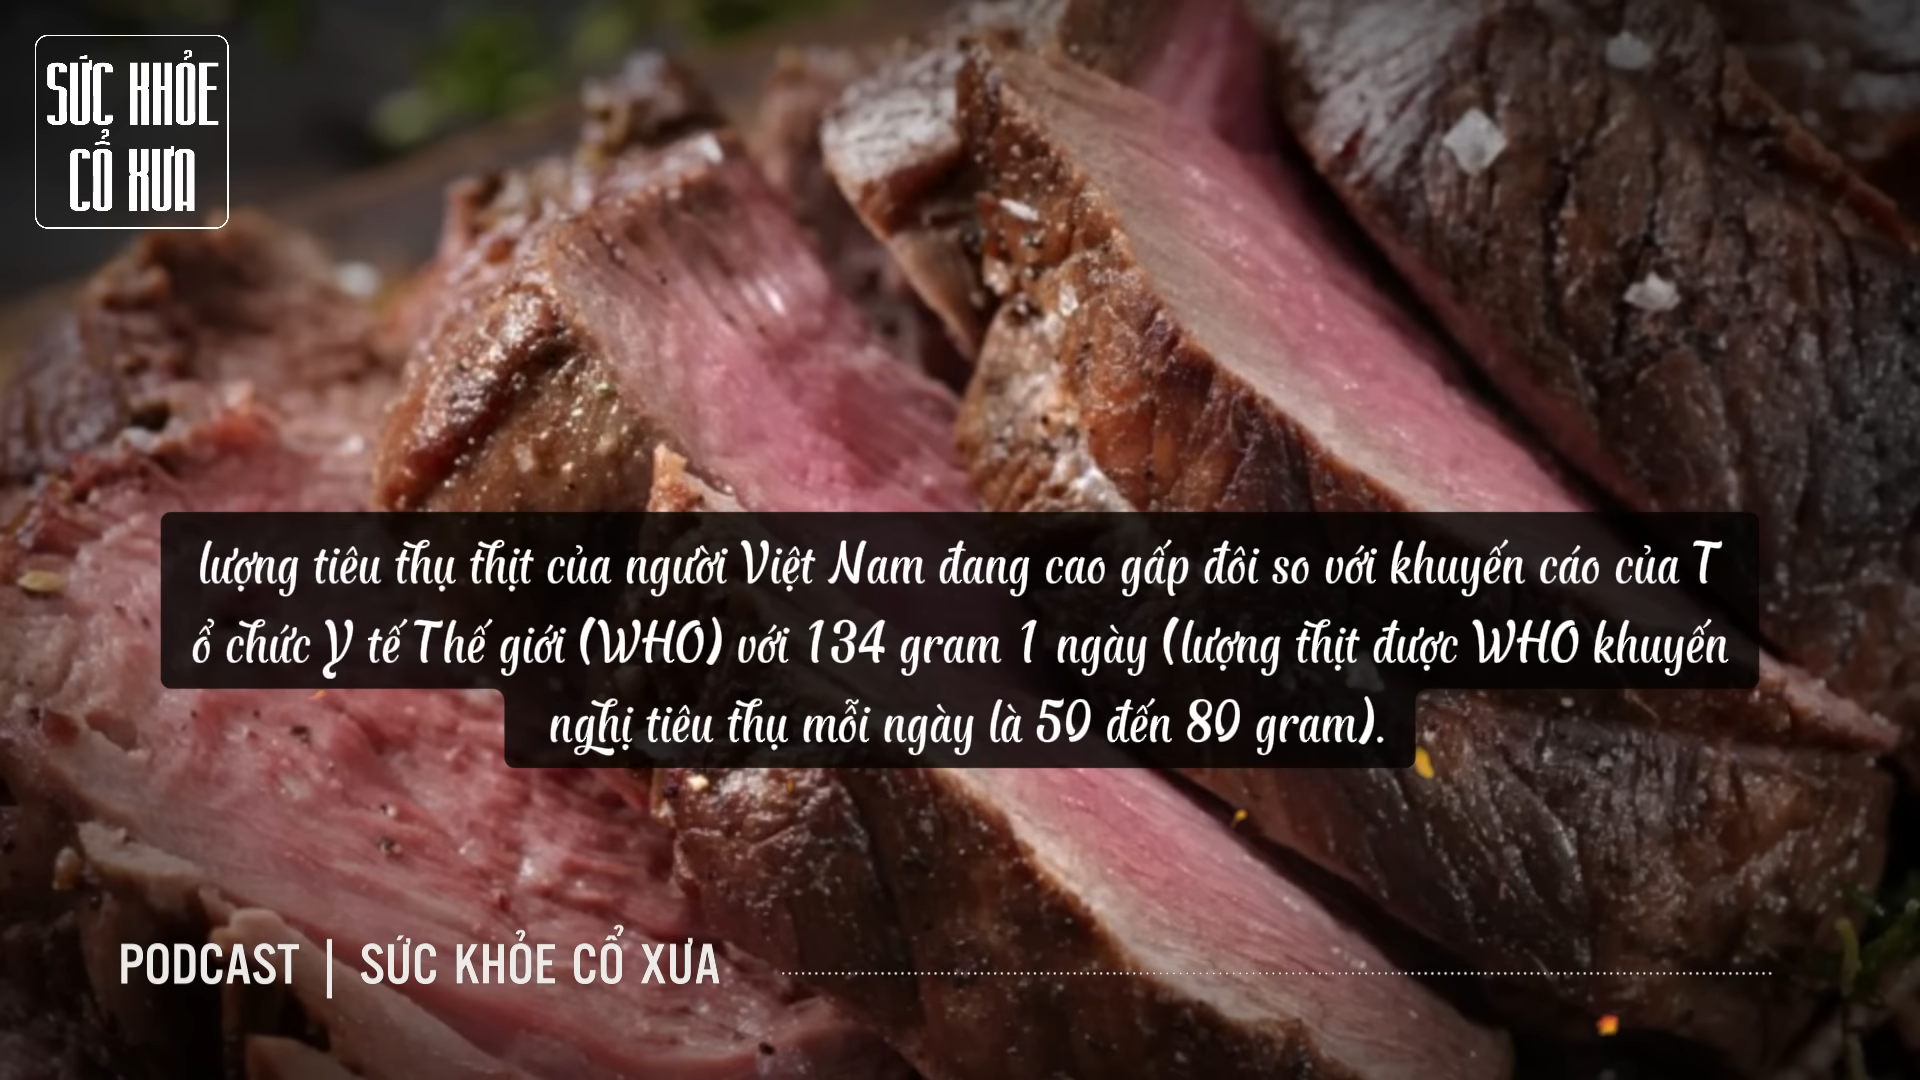 SỨC KHỎE
CỔ XƯA
lượng tiêu thụ thịt của người Việt Nam đang cao gấp đôi so với khuyến cáo của T
ổ chức Y tế Thế giới (WHO) với 134 gram 1 ngày (lượng thịt được WHO khuyến
nghị tiêu thụ mỗi ngày là 50 đến 80 gram).
PODCAST | SỨC KHỎE CỔ XƯA